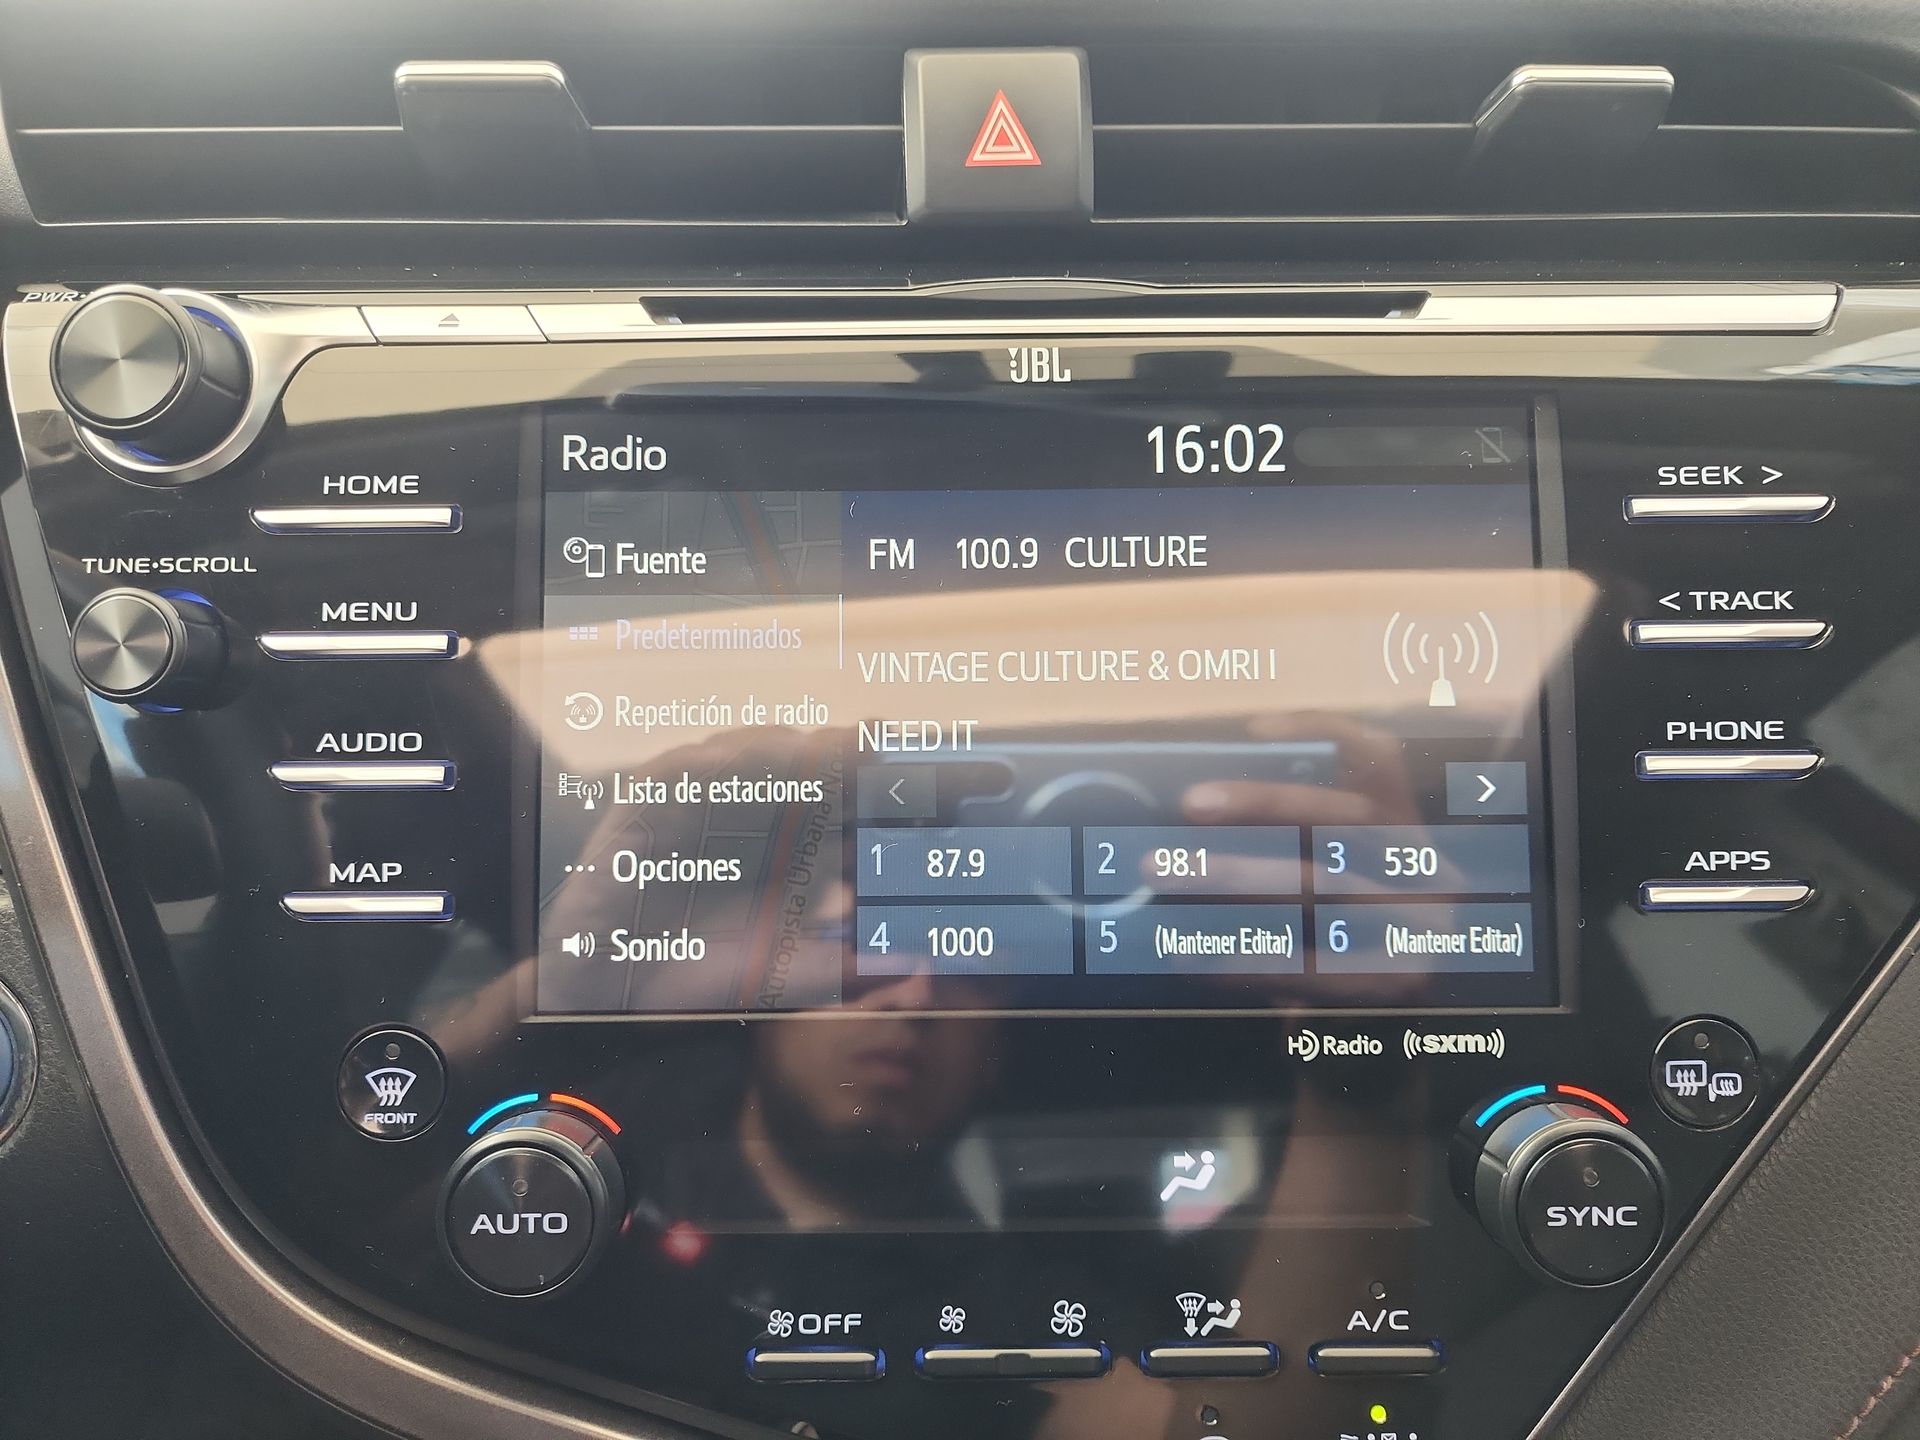 PWR
JBL
HOME
TUNE•SCROLL
MENU
AUDIO
MAP
Radio
16:02
Fuente
Predeterminados
Repetición de radio
Lista de estaciones
Opciones
Sonido
Autopista Urbana
FM 100.9 CULTURE
VINTAGE CULTURE & OMRI I
NEED IT
<
>
1 87.9
2 98.1
3 530
4 1000
5 (Mantener Editar)
6 (Mantener Editar)
SEEK >
< TRACK
PHONE
APPS
HD Radio
((sxm))
FRONT
AUTO
SYNC
OFF
A/C